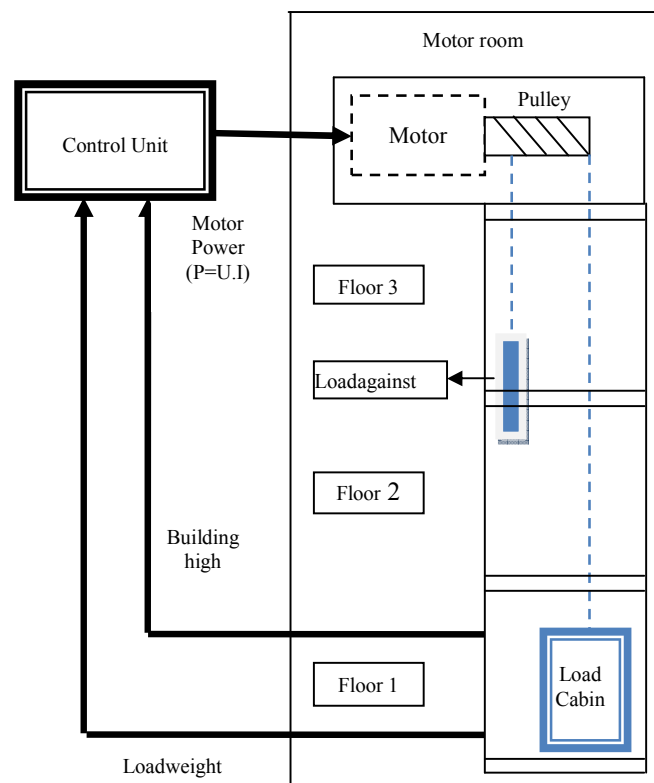 Motor room
Pulley
Motor
Control Unit
Motor
Power
(P=U.I)
Floor 3
Loadagainst
Floor 2
Building
high
Floor 1
Load
Cabin
Loadweight